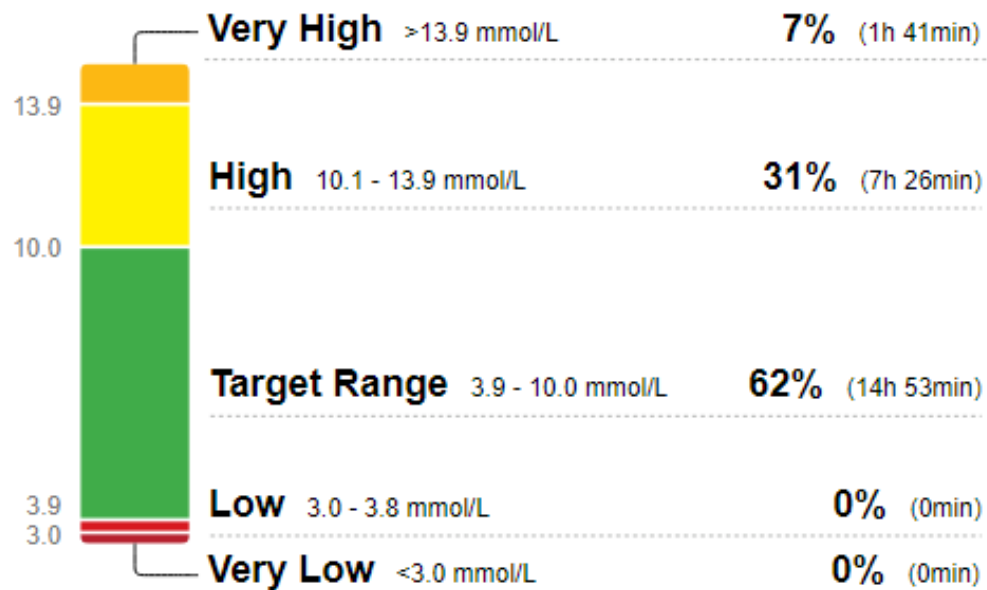 Very High >13.9 mmol/L 7% (1h 41min)
13.9
High 10.1 - 13.9 mmol/L 31% (7h 26min)
10.0
Target Range 3.9 - 10.0 mmol/L 62% (14h 53min)
3.9
Low 3.0 - 3.8 mmol/L 0% (0min)
3.0
Very Low <3.0 mmol/L 0% (0min)